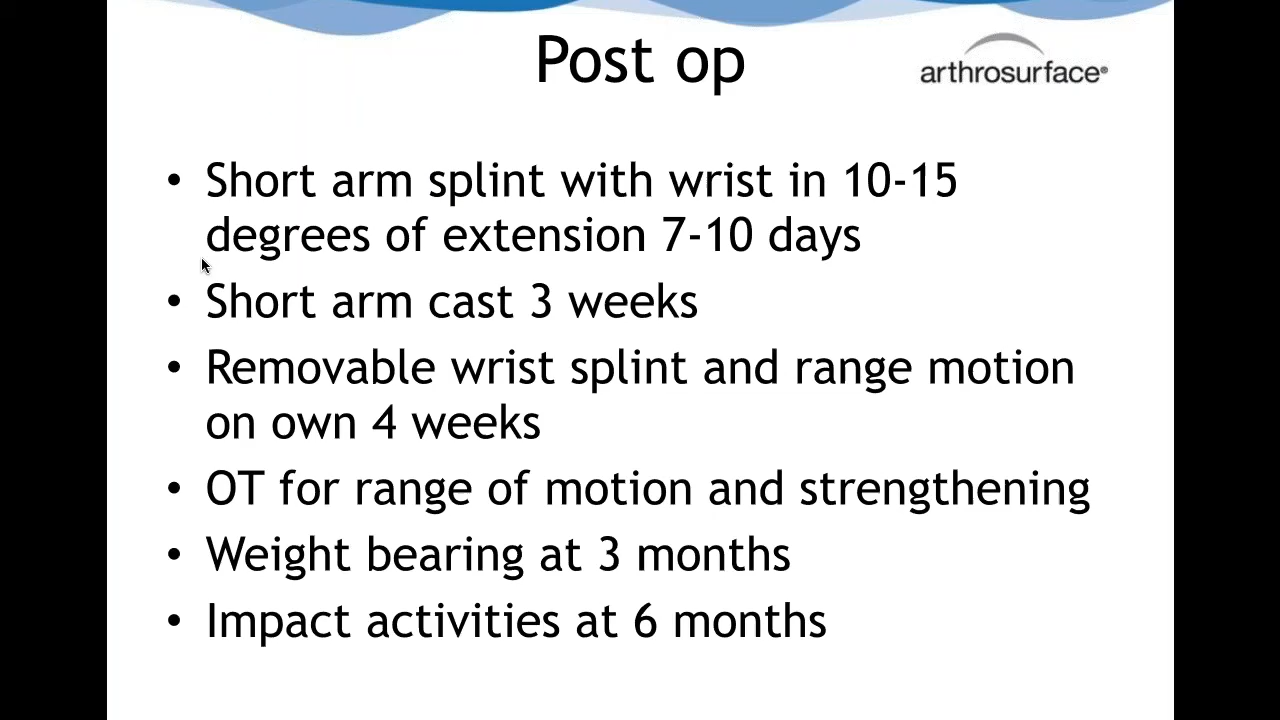 Post op
arthrosurface®
• Short arm splint with wrist in 10-15
degrees of extension 7-10 days
• Short arm cast 3 weeks
• Removable wrist splint and range motion
on own 4 weeks
• OT for range of motion and strengthening
• Weight bearing at 3 months
• Impact activities at 6 months